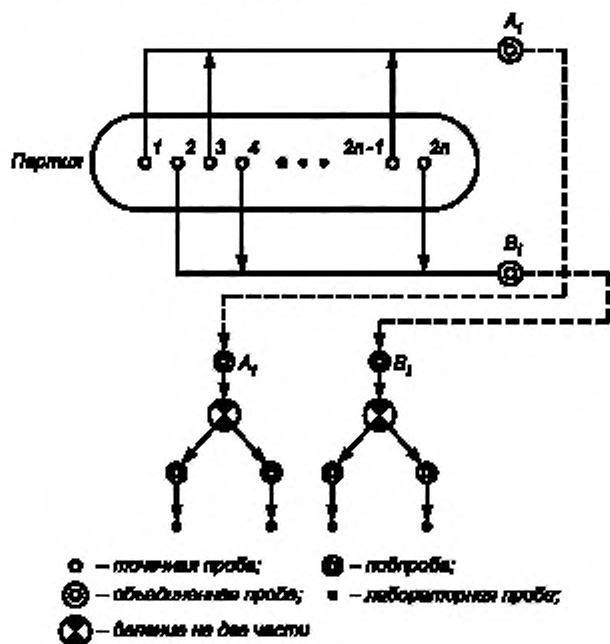 A₁
1 2 3 4 2n-1 2n
Партия
B₁
A₁ B₁
– точечная проба; – подпроба;
– объединенная проба; – лабораторная проба;
– деление на две части